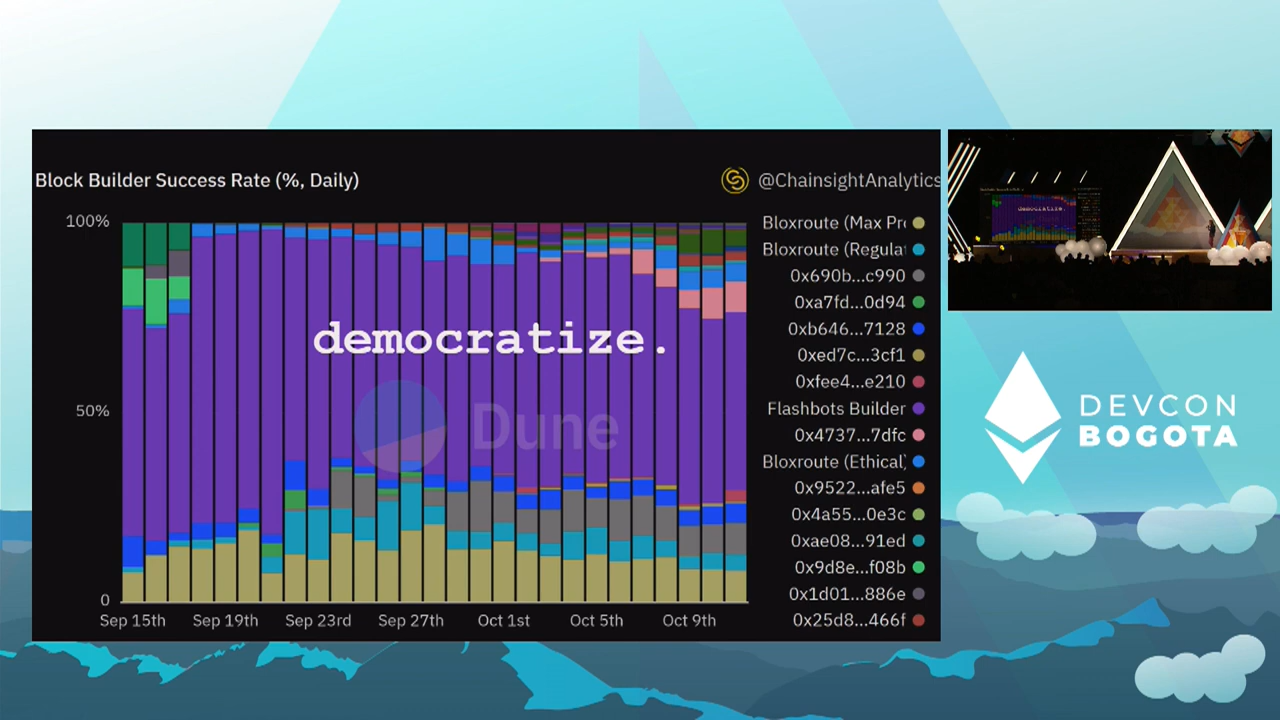 Block Builder Success Rate (%, Daily)
@ChainsightAnalytics
100%
50%
0
democratize.
Dune
Sep 15th
Sep 19th
Sep 23rd
Sep 27th
Oct 1st
Oct 5th
Oct 9th
Bloxroute (Max Pr
Bloxroute (Regula
0x690b...c990
0xa7fd...0d94
0xb646...7128
0xed7c...3cf1
0xfee4...e210
Flashbots Builder
0x4737...7dfc
Bloxroute (Ethical)
0x9522...afe5
0x4a55...0e3c
0xae08...91ed
0x9d8e...f08b
0x1d01...886e
0x25d8...466f
democratize.
DEVCON
BOGOTA